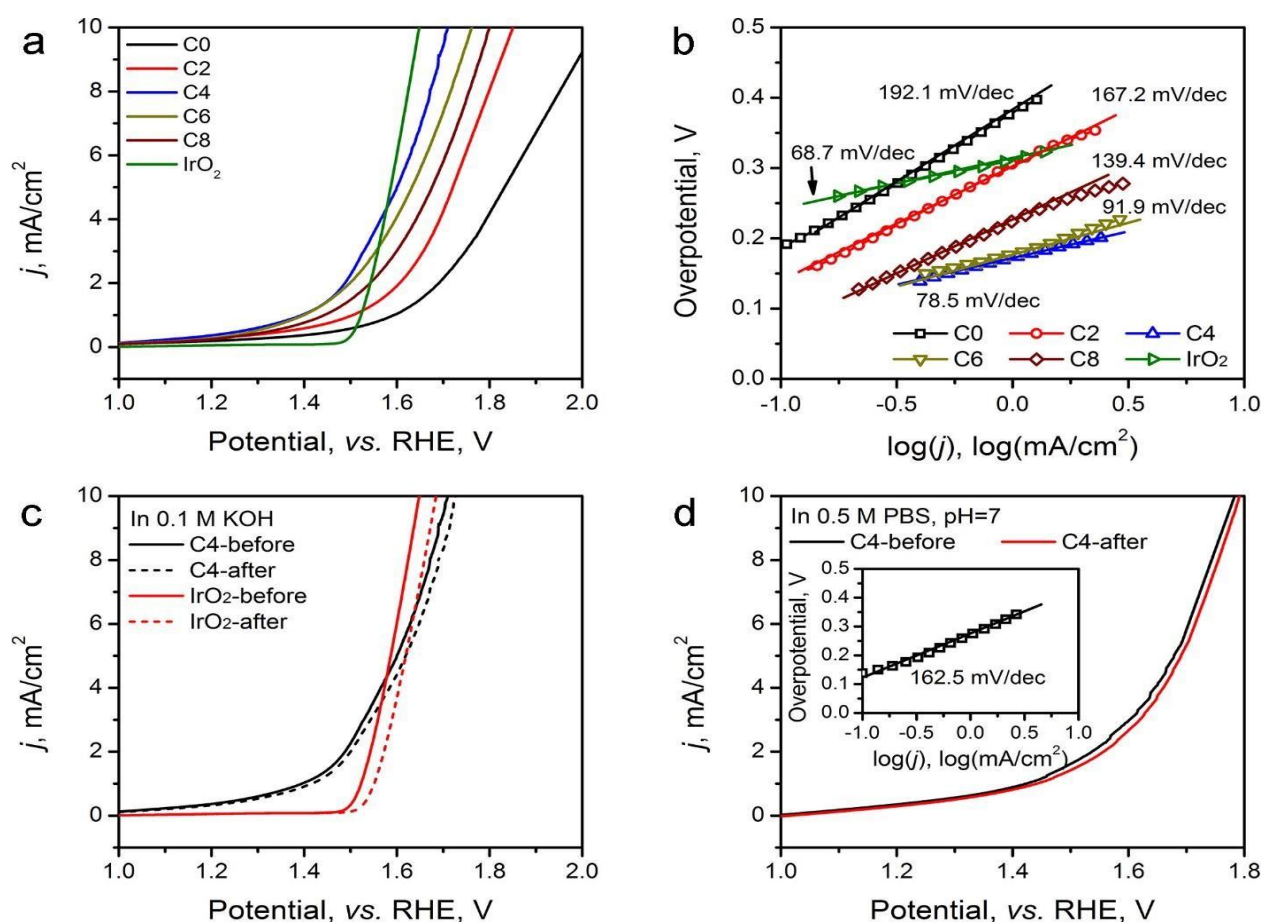 a
10
8
6
4
2
0
j, mA/cm²
C0
C2
C4
C6
C8
IrO₂
1.0 1.2 1.4 1.6 1.8 2.0
Potential, vs. RHE, V
b
0.5
0.4
0.3
0.2
0.1
0.0
Overpotential, V
192.1 mV/dec
167.2 mV/dec
68.7 mV/dec
139.4 mV/dec
91.9 mV/dec
78.5 mV/dec
C0 C2 C4
C6 C8 IrO₂
-1.0 -0.5 0.0 0.5 1.0
log(j), log(mA/cm²)
c
10
8
6
4
2
0
j, mA/cm²
In 0.1 M KOH
C4-before
C4-after
IrO₂-before
IrO₂-after
1.0 1.2 1.4 1.6 1.8 2.0
Potential, vs. RHE, V
d
10
8
6
4
2
0
j, mA/cm²
In 0.5 M PBS, pH=7
C4-before C4-after
0.5
0.4
0.3
0.2
0.1
0.0
Overpotential, V
162.5 mV/dec
-1.0 -0.5 0.0 0.5 1.0
log(j), log(mA/cm²)
1.0 1.2 1.4 1.6 1.8
Potential, vs. RHE, V